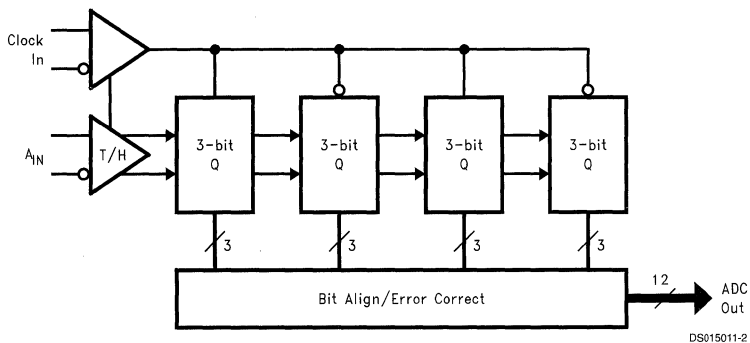 Clock
In
A_IN
T/H
3-bit
Q
3-bit
Q
3-bit
Q
3-bit
Q
3
3
3
3
Bit Align/Error Correct
12
ADC
Out
DS015011-2